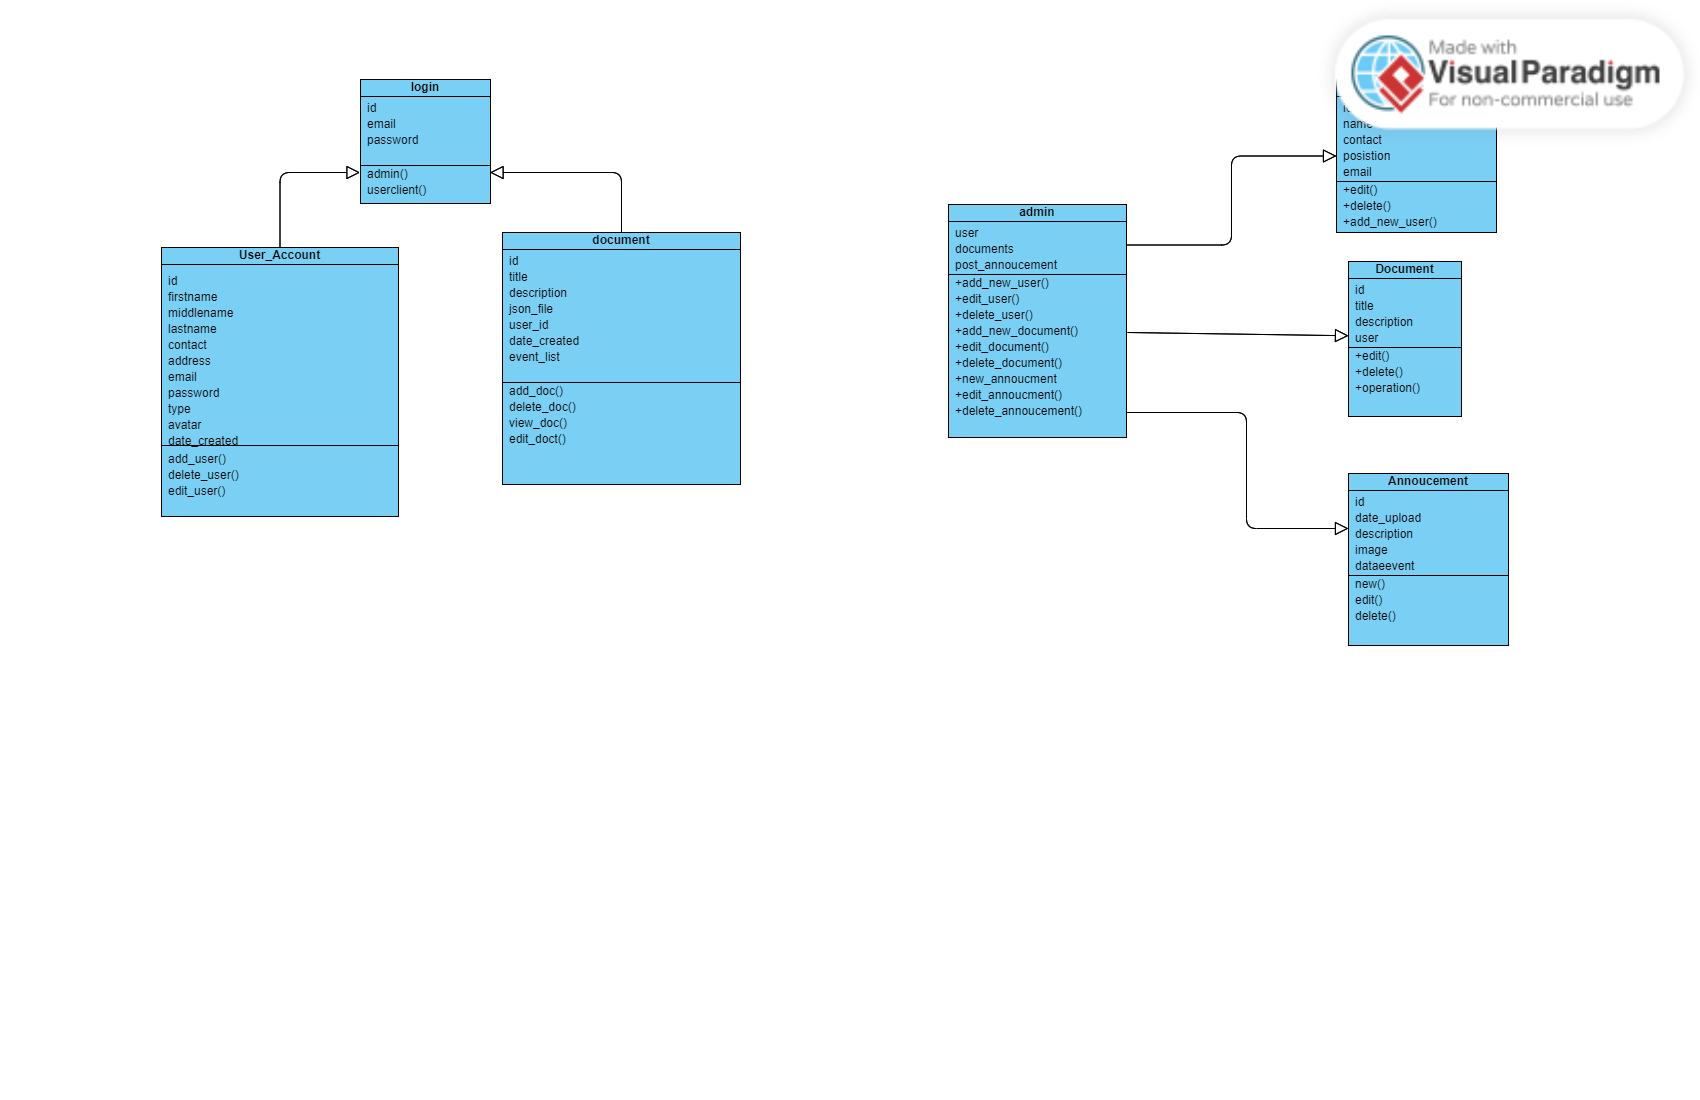 login
id
email
password
admin()
userclient()
User_Account
id
firstname
middlename
lastname
contact
address
email
password
type
avatar
date_created
add_user()
delete_user()
edit_user()
document
id
title
description
json_file
user_id
date_created
event_list
add_doc()
delete_doc()
view_doc()
edit_doct()
admin
user
documents
post_annoucement
+add_new_user()
+edit_user()
+delete_user()
+add_new_document()
+edit_document()
+delete_document()
+new_annoucment
+edit_annoucment()
+delete_annoucement()
Made with
Visual Paradigm
For non-commercial use
name
contact
posistion
email
+edit()
+delete()
+add_new_user()
Document
id
title
description
user
+edit()
+delete()
+operation()
Annoucement
id
date_upload
description
image
dataeevent
new()
edit()
delete()